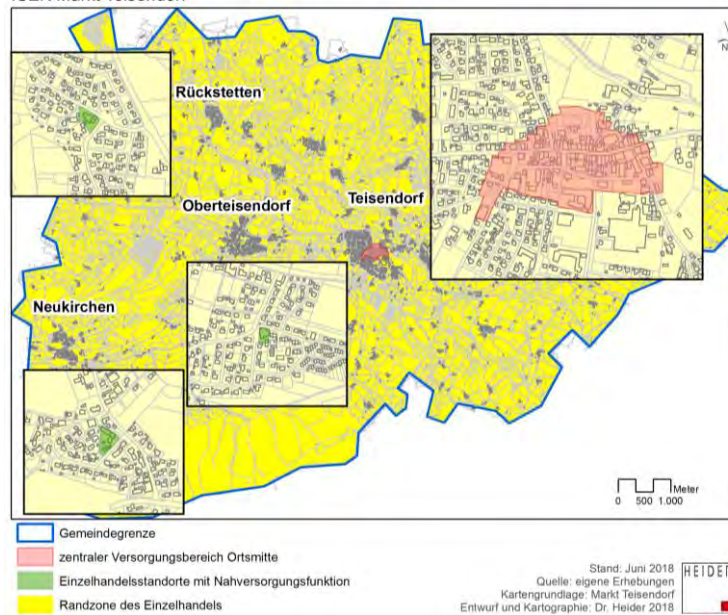 Rückstetten
Oberteisendorf
Teisendorf
Neukirchen
Meter
0 500 1.000
Gemeindegrenze
zentraler Versorgungsbereich Ortsmitte
Einzelhandelsstandorte mit Nahversorgungsfunktion
Randzone des Einzelhandels
Stand: Juni 2018
Quelle: eigene Erhebungen
Kartengrundlage: Markt Teisendorf
Entwurf und Kartographie: Dr. Heider 2018